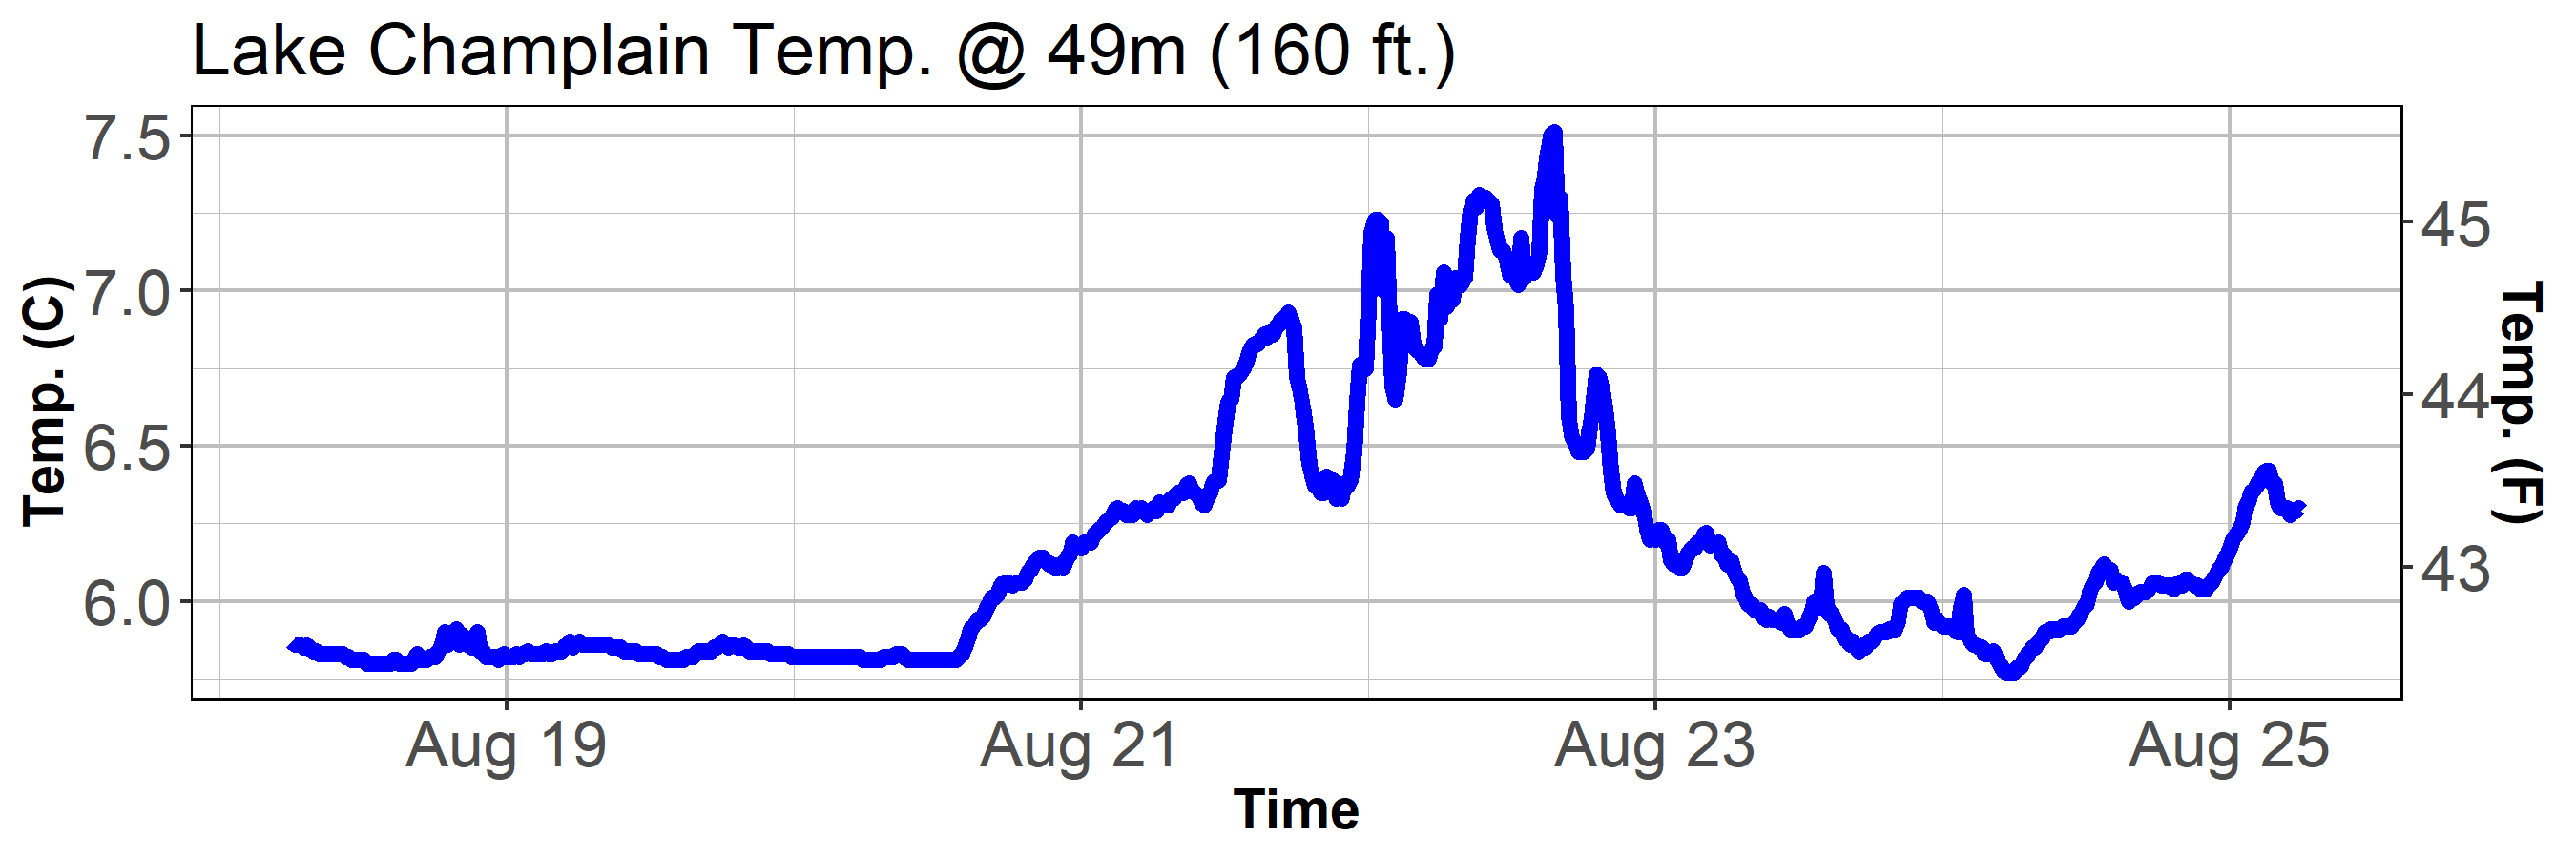 Lake Champlain Temp. @ 49m (160 ft.)
7.5
7.0
6.5
6.0
Temp. (C)
45
44
43
Temp. (F)
Aug 19 Aug 21 Aug 23 Aug 25
Time